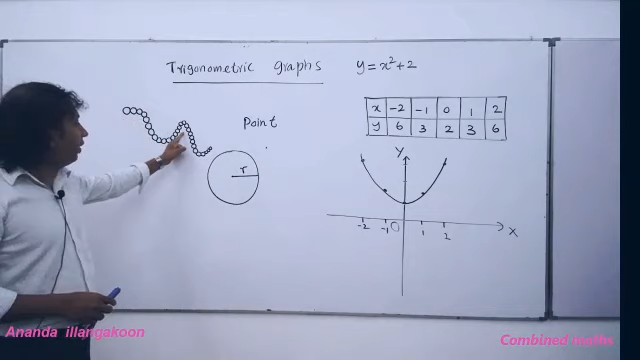 Trigonometric graphs
y = x² + 2
Point
r
x -2 -1 0 1 2
y 6 3 2 3 6
Y
-2 -1 O 1 2 X
Ananda illangakoon
Combined maths